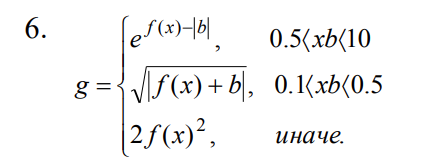 6.
e^{f(x)-|b|}, 0.5⟨xb⟨10
g = { √|f(x) + b|, 0.1⟨xb⟨0.5
2f(x)², иначе.